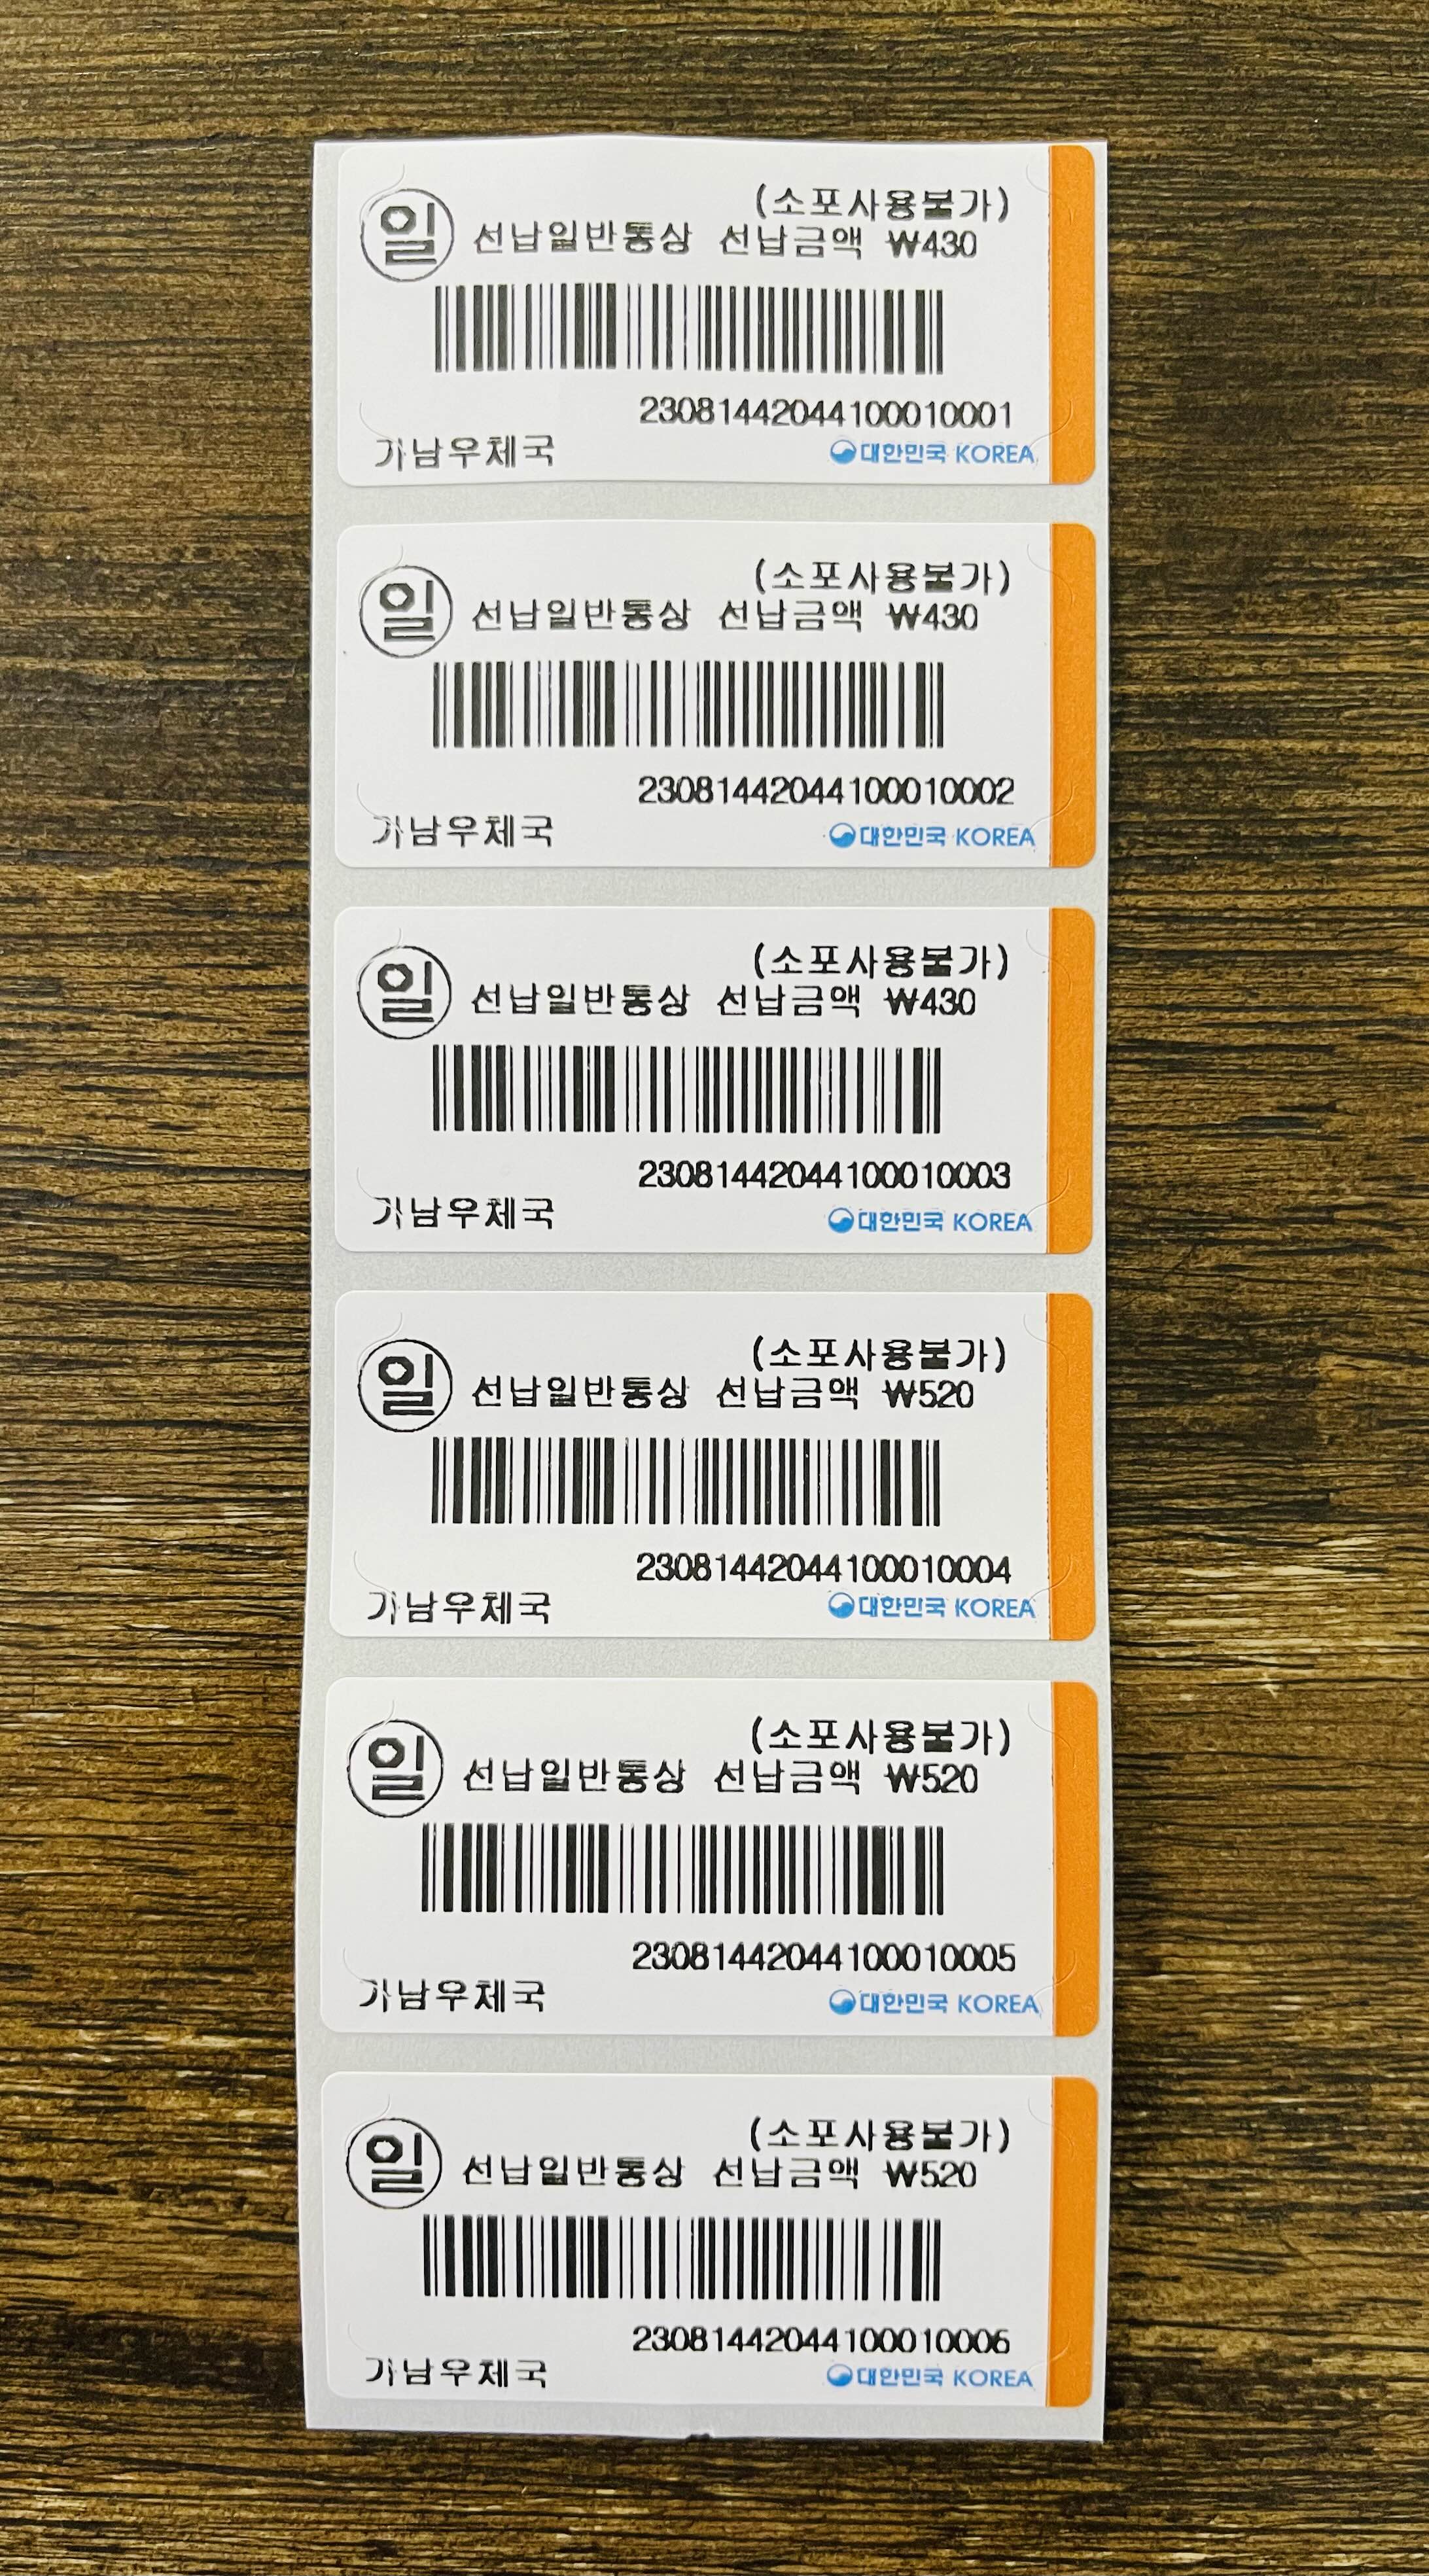 (소포사용불가)
일 선납일반통상 선납금액 ₩430
2308144204410​0010001
가남우체국 대한민국 KOREA
(소포사용불가)
일 선납일반통상 선납금액 ₩430
23081442044100010002
가남우체국 대한민국 KOREA
(소포사용불가)
일 선납일반통상 선납금액 ₩430
23081442044100010003
가남우체국 대한민국 KOREA
(소포사용불가)
일 선납일반통상 선납금액 ₩520
23081442044100010004
가남우체국 대한민국 KOREA
(소포사용불가)
일 선납일반통상 선납금액 ₩520
23081442044100010005
가남우체국 대한민국 KOREA
(소포사용불가)
일 선납일반통상 선납금액 ₩520
23081442044100010006
가남우체국 대한민국 KOREA